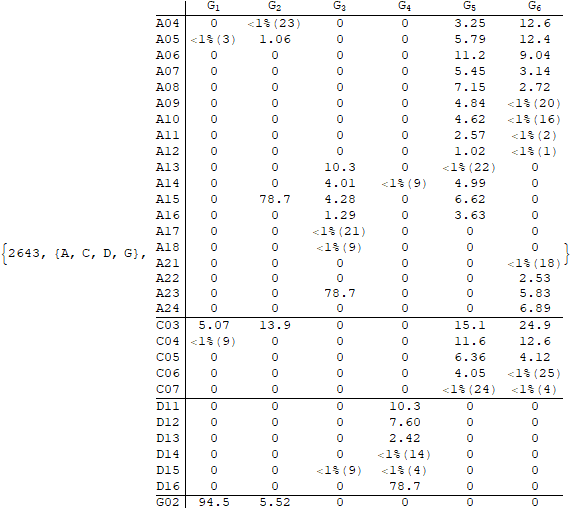 G1 G2 G3 G4 G5 G6
A04 0 <1%(23) 0 0 3.25 12.6
A05 <1%(3) 1.06 0 0 5.79 12.4
A06 0 0 0 0 11.2 9.04
A07 0 0 0 0 5.45 3.14
A08 0 0 0 0 7.15 2.72
A09 0 0 0 0 4.84 <1%(20)
A10 0 0 0 0 4.62 <1%(16)
A11 0 0 0 0 2.57 <1%(2)
A12 0 0 0 0 1.02 <1%(1)
A13 0 0 10.3 0 <1%(22) 0
A14 0 0 4.01 <1%(9) 4.99 0
A15 0 78.7 4.28 0 6.62 0
A16 0 0 1.29 0 3.63 0
A17 0 0 <1%(21) 0 0 0
A18 0 0 <1%(9) 0 0 0
{2643, {A, C, D, G}, A21 0 0 0 0 0 <1%(18) }
A22 0 0 0 0 0 2.53
A23 0 0 78.7 0 0 5.83
A24 0 0 0 0 0 6.89
C03 5.07 13.9 0 0 15.1 24.9
C04 <1%(9) 0 0 0 11.6 12.6
C05 0 0 0 0 6.36 4.12
C06 0 0 0 0 4.05 <1%(25)
C07 0 0 0 0 <1%(24) <1%(4)
D11 0 0 0 10.3 0 0
D12 0 0 0 7.60 0 0
D13 0 0 0 2.42 0 0
D14 0 0 0 <1%(14) 0 0
D15 0 0 <1%(9) <1%(4) 0 0
D16 0 0 0 78.7 0 0
G02 94.5 5.52 0 0 0 0